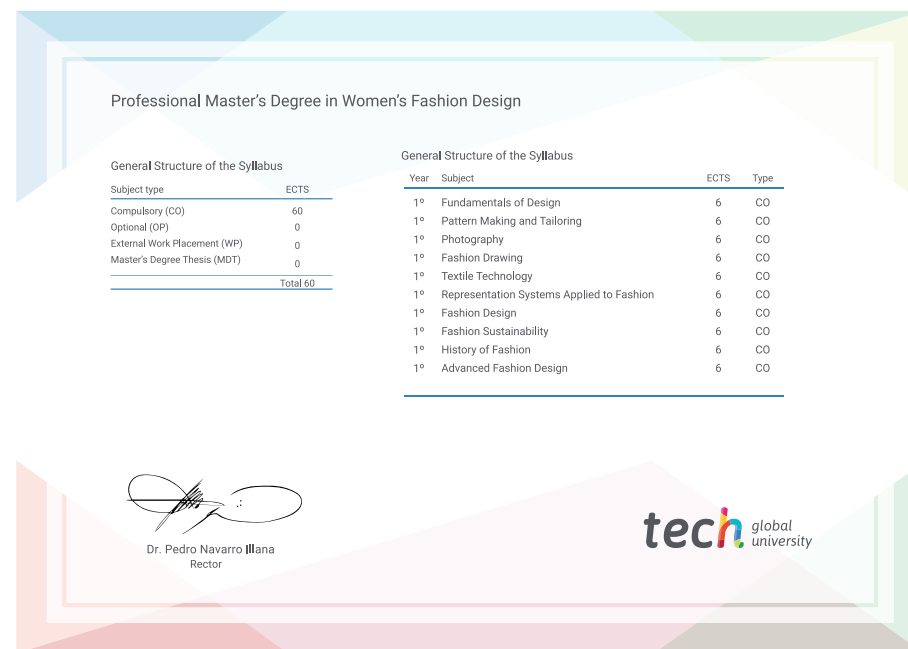 Professional Master's Degree in Women's Fashion Design
General Structure of the Syllabus
Subject type ECTS
Compulsory (CO) 60
Optional (OP) 0
External Work Placement (WP) 0
Master's Degree Thesis (MDT) 0
Total 60
General Structure of the Syllabus
Year Subject ECTS Type
1º Fundamentals of Design 6 CO
1º Pattern Making and Tailoring 6 CO
1º Photography 6 CO
1º Fashion Drawing 6 CO
1º Textile Technology 6 CO
1º Representation Systems Applied to Fashion 6 CO
1º Fashion Design 6 CO
1º Fashion Sustainability 6 CO
1º History of Fashion 6 CO
1º Advanced Fashion Design 6 CO
Dr. Pedro Navarro Illana
Rector
tech global
university